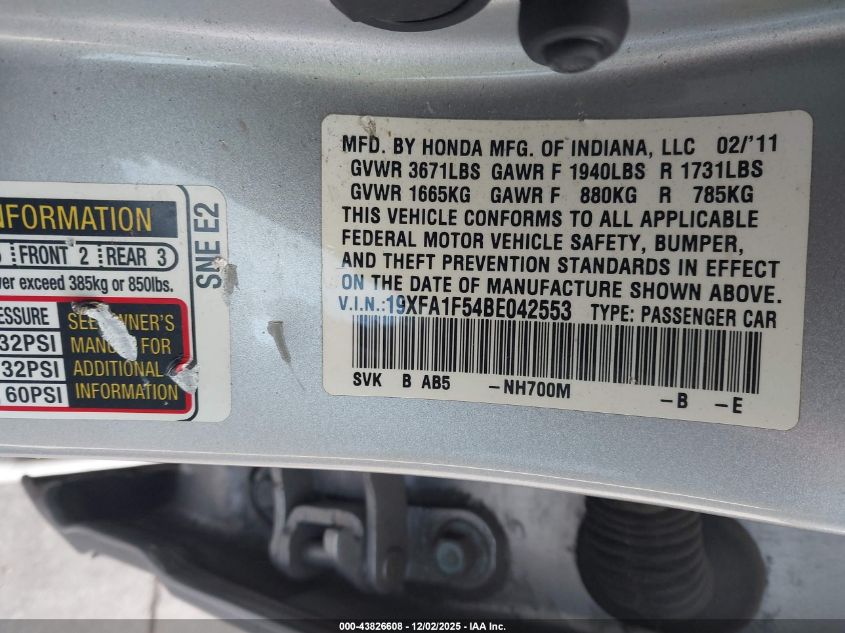 MFD. BY HONDA MFG. OF INDIANA, LLC 02/'11
GVWR 3671LBS GAWR F 1940LBS R 1731LBS
GVWR 1665KG GAWR F 880KG R 785KG
THIS VEHICLE CONFORMS TO ALL APPLICABLE
FEDERAL MOTOR VEHICLE SAFETY, BUMPER,
AND THEFT PREVENTION STANDARDS IN EFFECT
ON THE DATE OF MANUFACTURE SHOWN ABOVE.
V.I.N.:19XFA1F54BE042553 TYPE: PASSENGER CAR
SVK B AB5 -NH700M -B -E
INFORMATION
FRONT 2 REAR 3
exceed 385kg or 850lbs.
SNE E2
32PSI
32PSI
60PSI
SEE OWNER'S
MANUAL FOR
ADDITIONAL
INFORMATION
000-43826608 - 12/02/2025 - IAA, Inc.